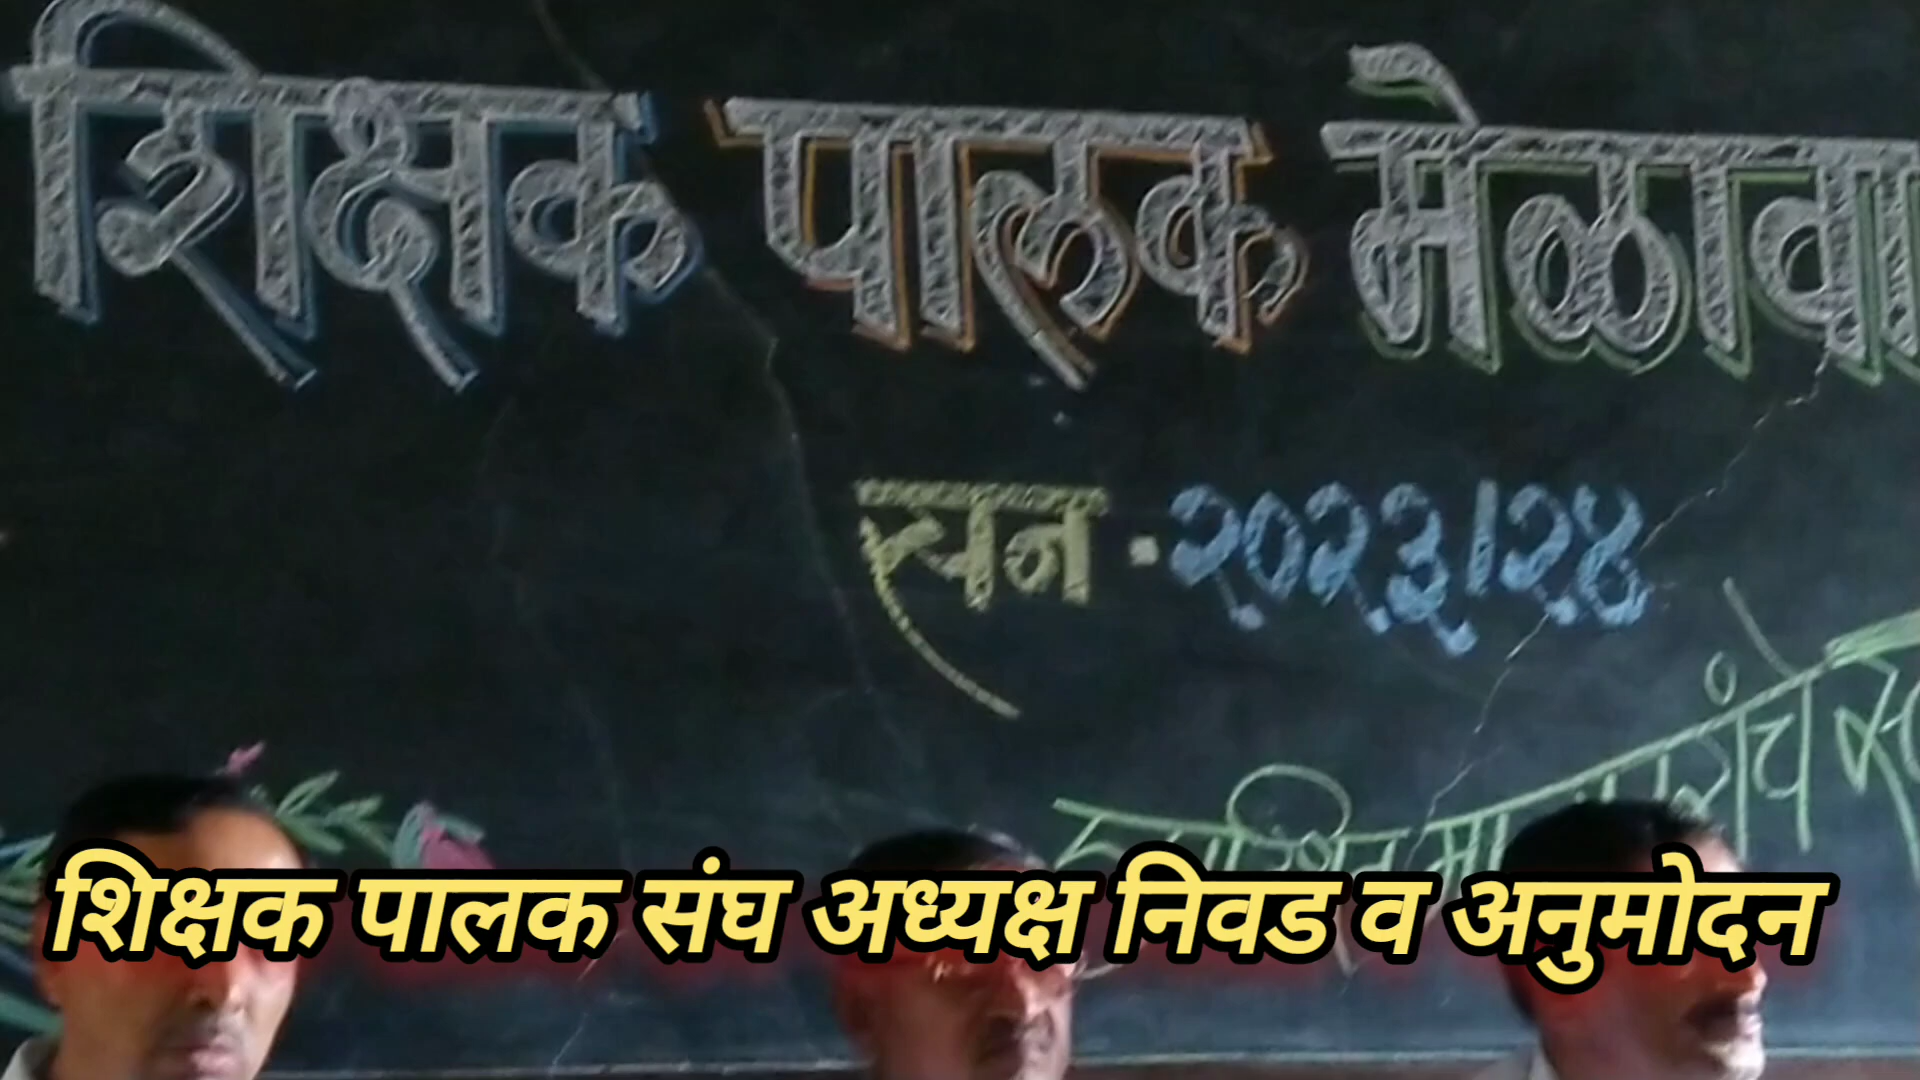 शिक्षक पालक मेळावा
सन · २०२३/२४
शिक्षक पालक संघ अध्यक्ष निवड व अनुमोदन